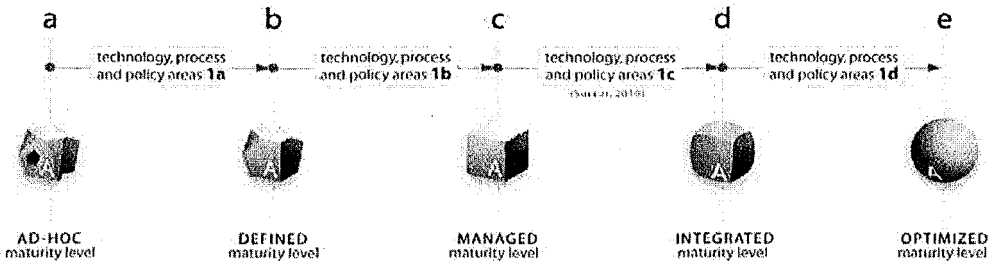 a b c d e
technology, process technology, process technology, process technology, process
and policy areas 1a and policy areas 1b and policy areas 1c and policy areas 1d
(Succar, 2010)
A A A A A
AD-HOC DEFINED MANAGED INTEGRATED OPTIMIZED
maturity level maturity level maturity level maturity level maturity level